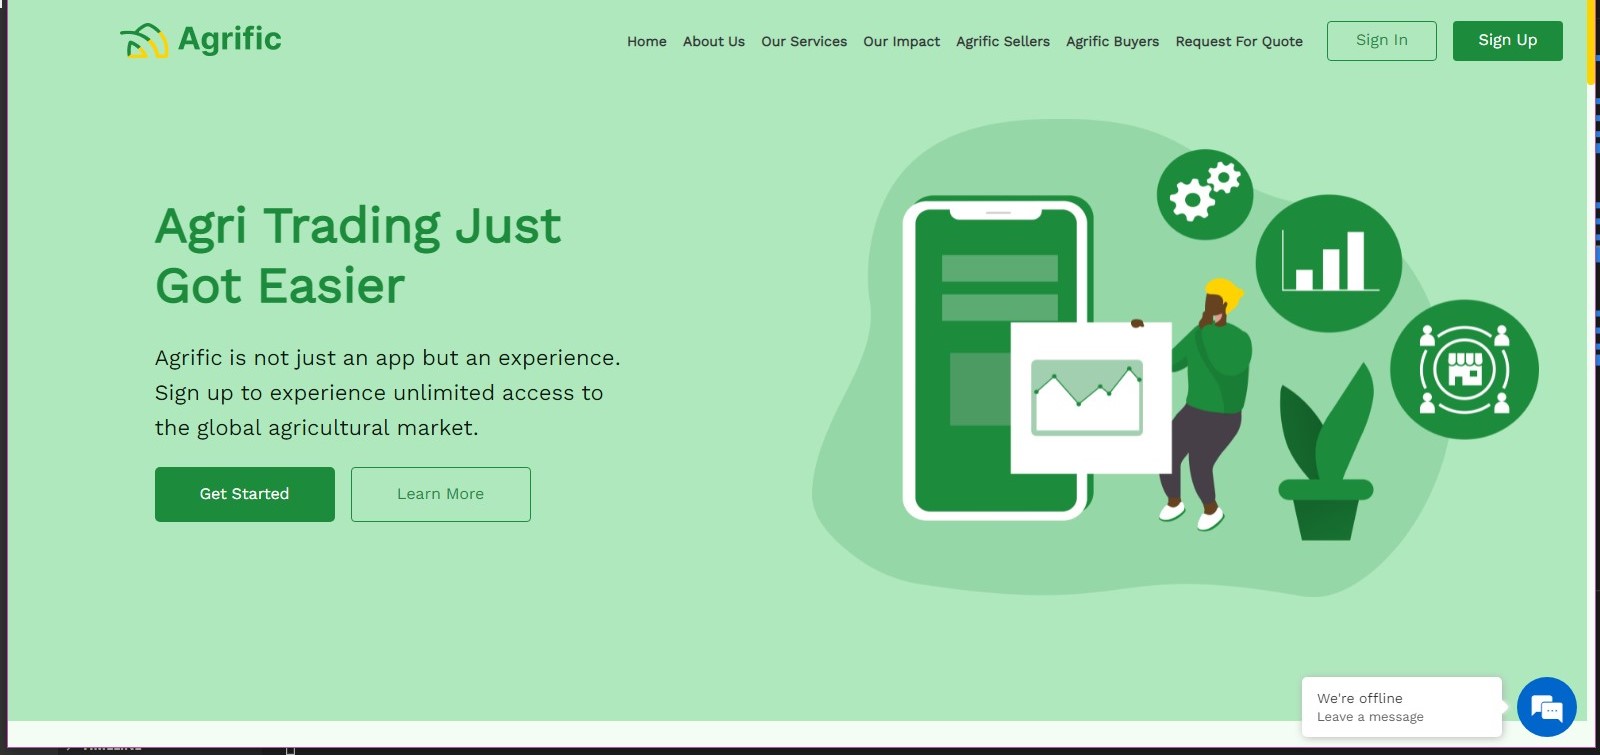 Agrific
Home About Us Our Services Our Impact Agrific Sellers Agrific Buyers Request For Quote Sign In Sign Up
Agri Trading Just
Got Easier
Agrific is not just an app but an experience.
Sign up to experience unlimited access to
the global agricultural market.
Get Started Learn More
We're offline
Leave a message